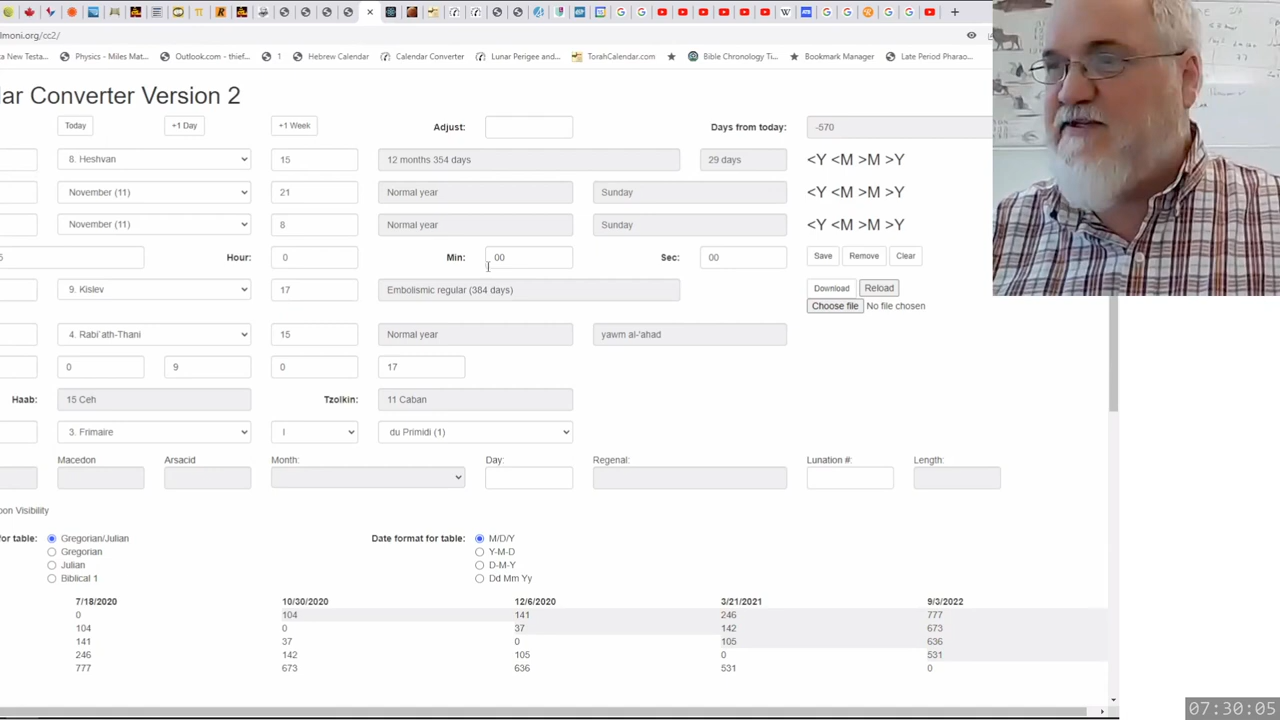 lmoni.org/cc2/
a New Testa... Physics - Miles Mat... Outlook.com - thief... 1 Hebrew Calendar Calendar Converter Lunar Perigee and... TorahCalendar.com Bible Chronology Ti... Bookmark Manager Late Period Pharao...
ar Converter Version 2
Today +1 Day +1 Week Adjust: Days from today: -570
8. Heshvan 15 12 months 354 days 29 days <Y <M >M >Y
November (11) 21 Normal year Sunday <Y <M >M >Y
November (11) 8 Normal year Sunday <Y <M >M >Y
Hour: 0 Min: 00 Sec: 00 Save Remove Clear
9. Kislev 17 Embolismic regular (384 days) Download Reload
Choose file No file chosen
4. Rabi`ath-Thani 15 Normal year yawm al-'ahad
0 9 0 17
Haab: 15 Ceh Tzolkin: 11 Caban
3. Frimaire I du Primidi (1)
Macedon Arsacid Month: Day: Regenal: Lunation #: Length:
oon Visibility
for table: Gregorian/Julian Date format for table: M/D/Y
Gregorian Y-M-D
Julian D-M-Y
Biblical 1 Dd Mm Yy
7/18/2020 10/30/2020 12/6/2020 3/21/2021 9/3/2022
0 104 141 246 777
104 0 37 142 673
141 37 0 105 636
246 142 105 0 531
777 673 636 531 0
07:30:05